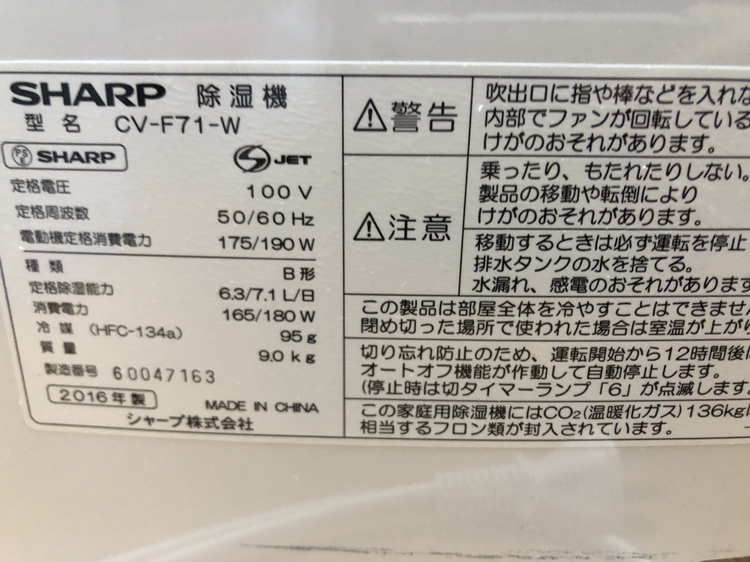 SHARP 除湿機
型名 CV-F71-W
PS E SHARP
S JET
定格電圧 100 V
定格周波数 50/60 Hz
電動機定格消費電力 175/190 W
種類 B形
定格除湿能力 6.3/7.1 L/日
消費電力 165/180 W
冷媒 (HFC-134a) 95 g
質量 9.0 kg
製造番号 60047163
2016年製 MADE IN CHINA
シャープ株式会社
⚠警告
吹出口に指や棒などを入れな
内部でファンが回転している
けがのおそれがあります。
⚠注意
乗ったり、もたれたりしない。
製品の移動や転倒により
けがのおそれがあります。
移動するときは必ず運転を停止
排水タンクの水を捨てる。
水漏れ、感電のおそれがあります
この製品は部屋全体を冷やすことはできませ
閉め切った場所で使われた場合は室温が上がり
切り忘れ防止のため、運転開始から12時間後に
オートオフ機能が作動して自動停止します。
(停止時は切タイマーランプ「6」が点滅します
この家庭用除湿機にはCO₂(温暖化ガス)136kgに
相当するフロン類が封入されています。